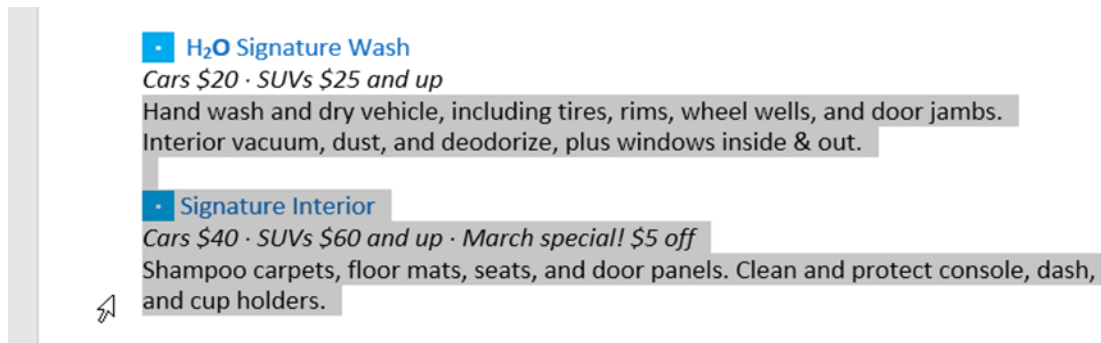 · H₂O Signature Wash
Cars $20 · SUVs $25 and up
Hand wash and dry vehicle, including tires, rims, wheel wells, and door jambs.
Interior vacuum, dust, and deodorize, plus windows inside & out.
· Signature Interior
Cars $40 · SUVs $60 and up · March special! $5 off
Shampoo carpets, floor mats, seats, and door panels. Clean and protect console, dash,
and cup holders.